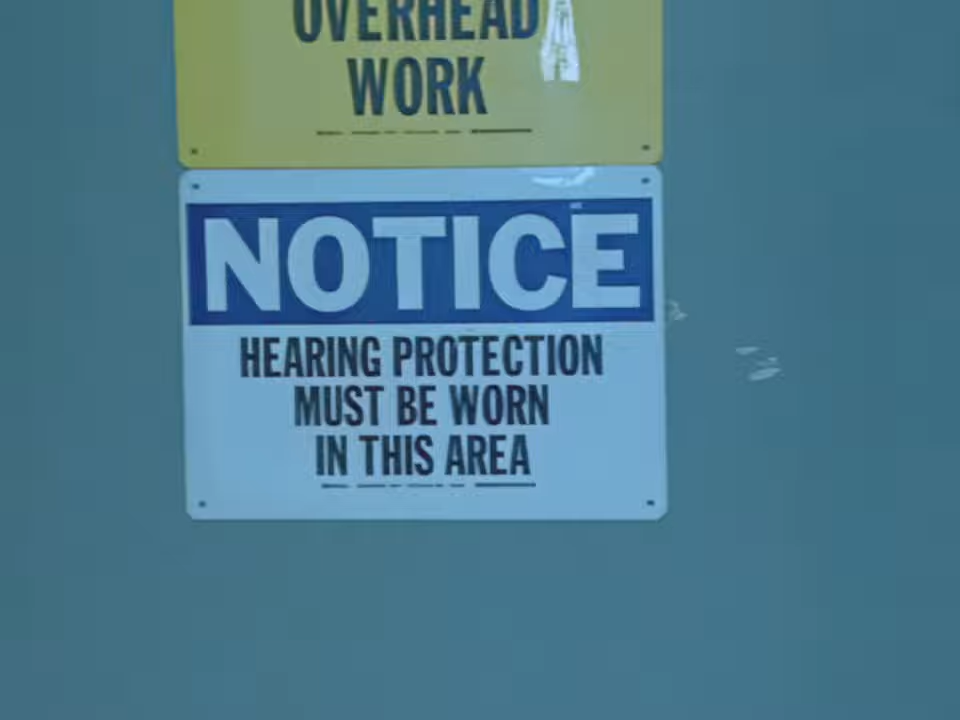 OVERHEAD
WORK
NOTICE
HEARING PROTECTION
MUST BE WORN
IN THIS AREA